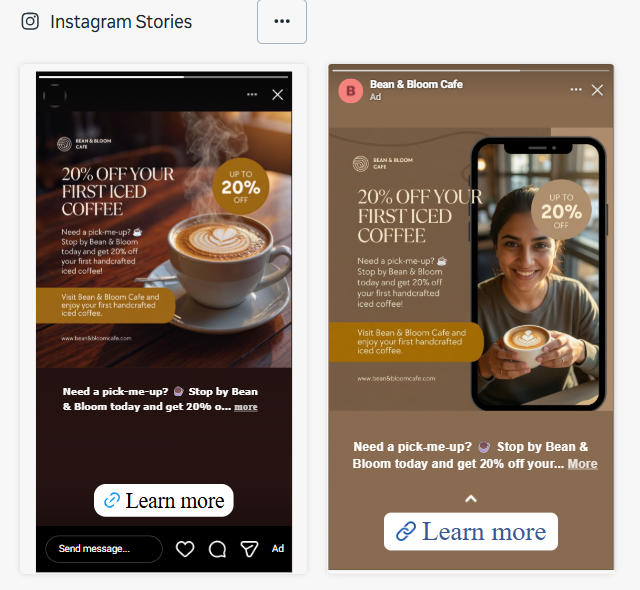 Instagram Stories
...
BEAN & BLOOM
CAFE
20% OFF YOUR
FIRST ICED
COFFEE
UP TO
20%
OFF
Need a pick-me-up? ☕
Stop by Bean & Bloom
today and get 20% off
your first handcrafted
iced coffee!
Visit Bean & Bloom Cafe and
enjoy your first handcrafted
iced coffee.
www.bean&bloomcafe.com
Need a pick-me-up? Stop by Bean
& Bloom today and get 20% o... more
Learn more
Send message...
Ad
B
Bean & Bloom Cafe
Ad
BEAN & BLOOM
CAFE
20% OFF YOUR
FIRST ICED
COFFEE
UP TO
20%
OFF
Need a pick-me-up? ☕
Stop by Bean & Bloom
today and get 20% off
your first handcrafted
iced coffee!
Visit Bean & Bloom Cafe and
enjoy your first handcrafted
iced coffee.
www.bean&bloomcafe.com
Need a pick-me-up? Stop by Bean &
Bloom today and get 20% off your... More
Learn more